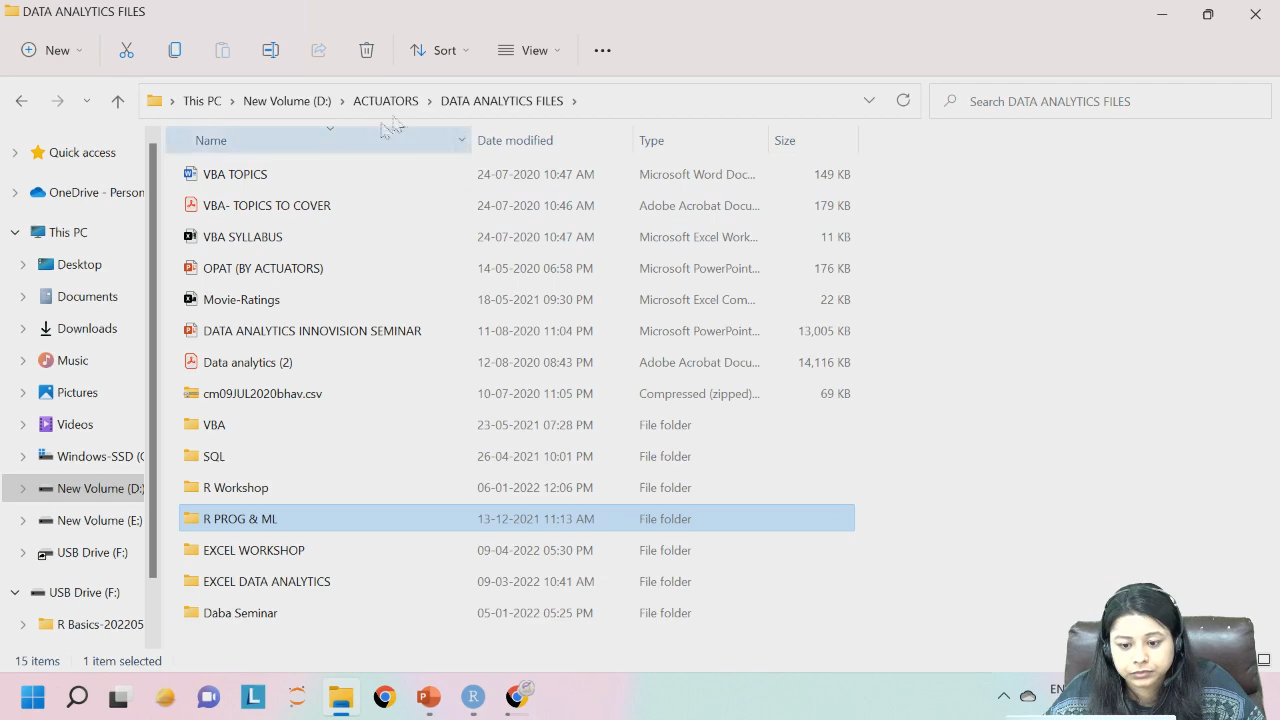 DATA ANALYTICS FILES
New
Sort
View
This PC
New Volume (D:)
ACTUATORS
DATA ANALYTICS FILES
Search DATA ANALYTICS FILES
Name
Date modified
Type
Size
Quick access
OneDrive - Person
This PC
Desktop
Documents
Downloads
Music
Pictures
Videos
Windows-SSD (C
New Volume (D:)
New Volume (E:)
USB Drive (F:)
USB Drive (F:)
R Basics-202205
VBA TOPICS 24-07-2020 10:47 AM Microsoft Word Doc... 149 KB
VBA- TOPICS TO COVER 24-07-2020 10:46 AM Adobe Acrobat Docu... 179 KB
VBA SYLLABUS 24-07-2020 10:47 AM Microsoft Excel Work... 11 KB
OPAT (BY ACTUATORS) 14-05-2020 06:58 PM Microsoft PowerPoint... 176 KB
Movie-Ratings 18-05-2021 09:30 PM Microsoft Excel Com... 22 KB
DATA ANALYTICS INNOVISION SEMINAR 11-08-2020 11:04 PM Microsoft PowerPoint... 13,005 KB
Data analytics (2) 12-08-2020 08:43 PM Adobe Acrobat Docu... 14,116 KB
cm09JUL2020bhav.csv 10-07-2020 11:05 PM Compressed (zipped)... 69 KB
VBA 23-05-2021 07:28 PM File folder
SQL 26-04-2021 10:01 PM File folder
R Workshop 06-01-2022 12:06 PM File folder
R PROG & ML 13-12-2021 11:13 AM File folder
EXCEL WORKSHOP 09-04-2022 05:30 PM File folder
EXCEL DATA ANALYTICS 09-03-2022 10:41 AM File folder
Daba Seminar 05-01-2022 05:25 PM File folder
15 items
1 item selected
L
R
EN